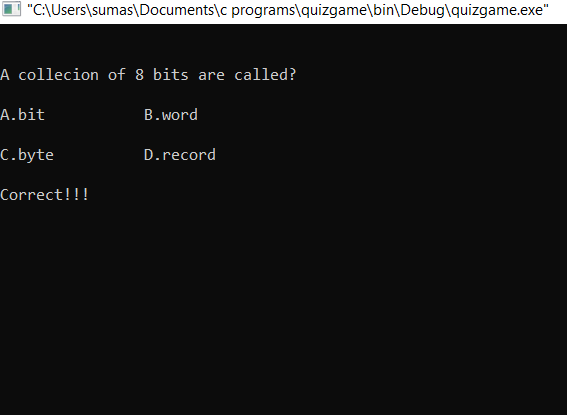 "C:\Users\sumas\Documents\c programs\quizgame\bin\Debug\quizgame.exe"
A collecion of 8 bits are called?
A.bit B.word
C.byte D.record
Correct!!!